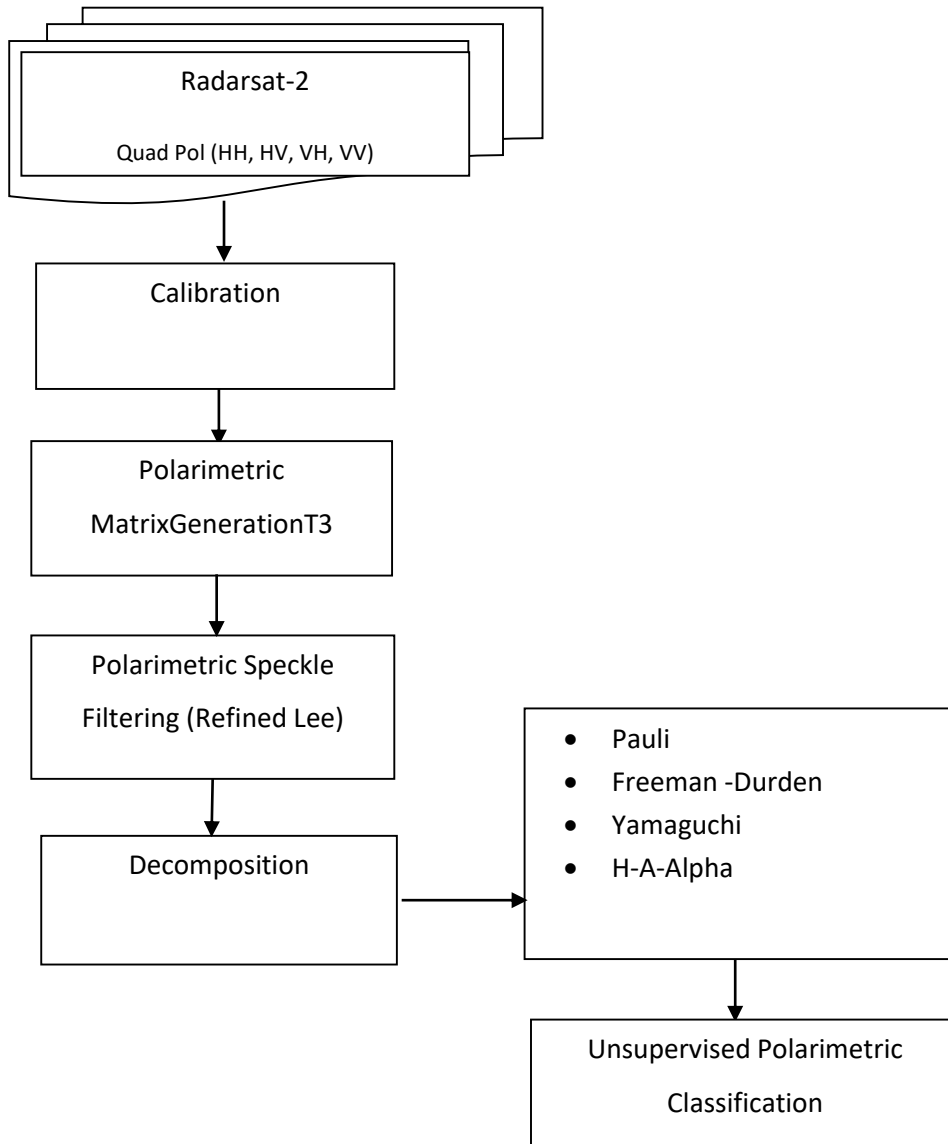 Radarsat-2
Quad Pol (HH, HV, VH, VV)
Calibration
Polarimetric
MatrixGenerationT3
Polarimetric Speckle
Filtering (Refined Lee)
Decomposition
• Pauli
• Freeman -Durden
• Yamaguchi
• H-A-Alpha
Unsupervised Polarimetric
Classification